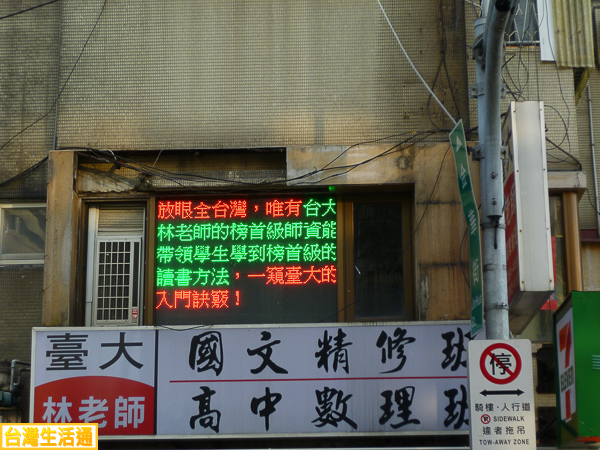 放眼全台灣，唯有台大
林老師的榜首級師資能
帶領學生學到榜首級的
讀書方法，一窺臺大的
入門訣竅！
臺大
林老師
國文精修班
高中數理班
停
騎樓・人行道
SIDEWALK
違者拖吊
TOW-AWAY ZONE
7
ELEVEN
台灣生活通